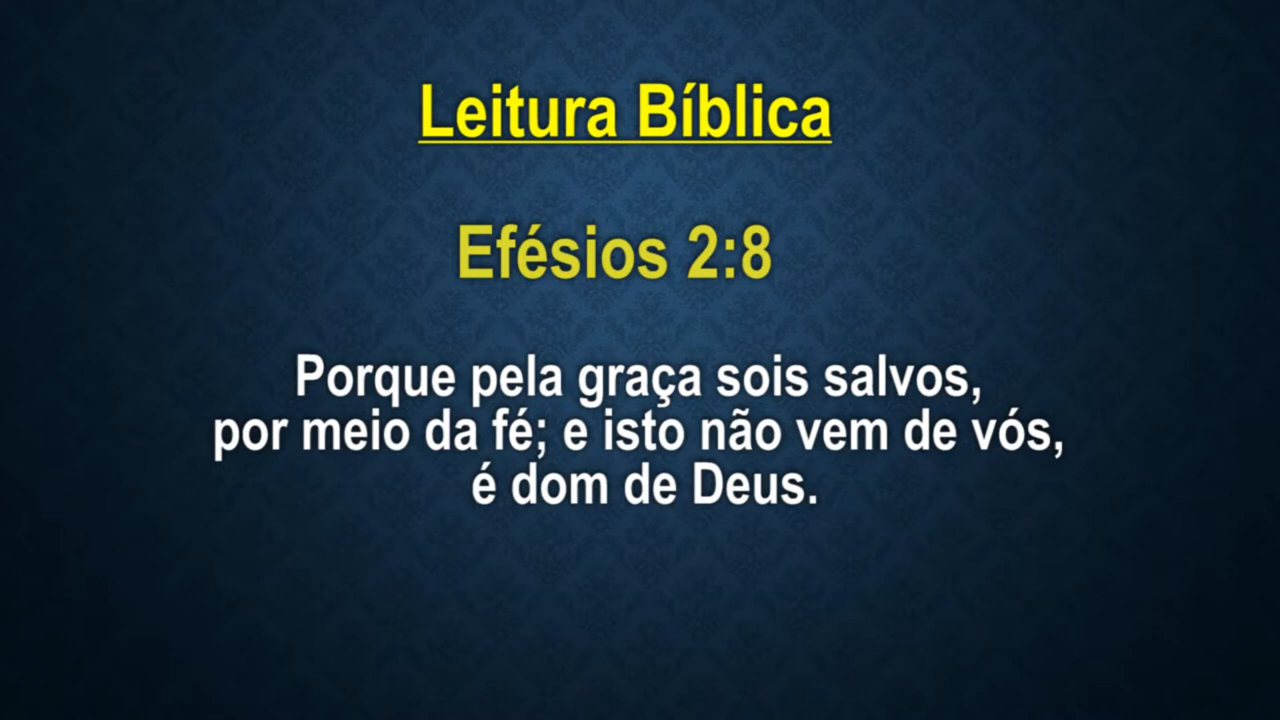 Leitura Bíblica
Efésios 2:8
Porque pela graça sois salvos,
por meio da fé; e isto não vem de vós,
é dom de Deus.